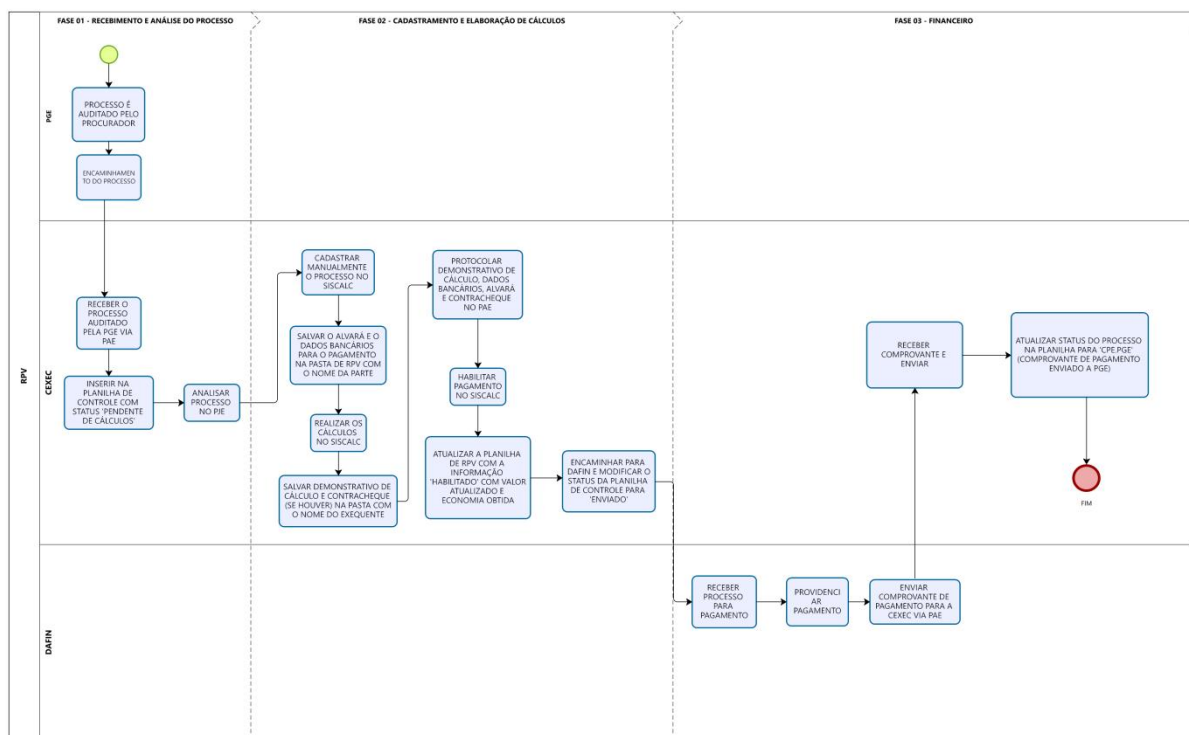 FASE 01 - RECEBIMENTO E ANÁLISE DO PROCESSO
FASE 02 - CADASTRAMENTO E ELABORAÇÃO DE CÁLCULOS
FASE 03 - FINANCEIRO
RPV
PGE
PROCESSO É
AUDITADO PELO
PROCURADOR
ENCAMINHAMEN
TO DO PROCESSO
CEXEC
RECEBER O
PROCESSO
AUDITADO
PELA PGE VIA
PAE
INSERIR NA
PLANILHA DE
CONTROLE COM
STATUS 'PENDENTE
DE CÁLCULOS'
ANALISAR
PROCESSO
NO PJE
CADASTRAR
MANUALMENTE
O PROCESSO NO
SISCALC
SALVAR O ALVARÁ E O
DADOS BANCÁRIOS
PARA O PAGAMENTO
NA PASTA DE RPV COM
O NOME DA PARTE
REALIZAR OS
CÁLCULOS
NO SISCALC
SALVAR DEMONSTRATIVO DE
CÁLCULO E CONTRACHEQUE
(SE HOUVER) NA PASTA COM
O NOME DO EXEQUENTE
PROTOCOLAR
DEMONSTRATIVO DE
CÁLCULO, DADOS
BANCÁRIOS, ALVARÁ
E CONTRACHEQUE
NO PAE
HABILITAR
PAGAMENTO
NO SISCALC
ATUALIZAR A PLANILHA
DE RPV COM A
INFORMAÇÃO
'HABILITADO' COM VALOR
ATUALIZADO E
ECONOMIA OBTIDA
ENCAMINHAR PARA
DAFIN E MODIFICAR O
STATUS DA PLANILHA
DE CONTROLE PARA
'ENVIADO'
RECEBER
COMPROVANTE E
ENVIAR
ATUALIZAR STATUS DO PROCESSO
NA PLANILHA PARA 'CPE.PGE'
(COMPROVANTE DE PAGAMENTO
ENVIADO A PGE)
FIM
DAFIN
RECEBER
PROCESSO
PARA
PAGAMENTO
PROVIDENCI
AR
PAGAMENTO
ENVIAR
COMPROVANTE DE
PAGAMENTO PARA A
CEXEC VIA PAE